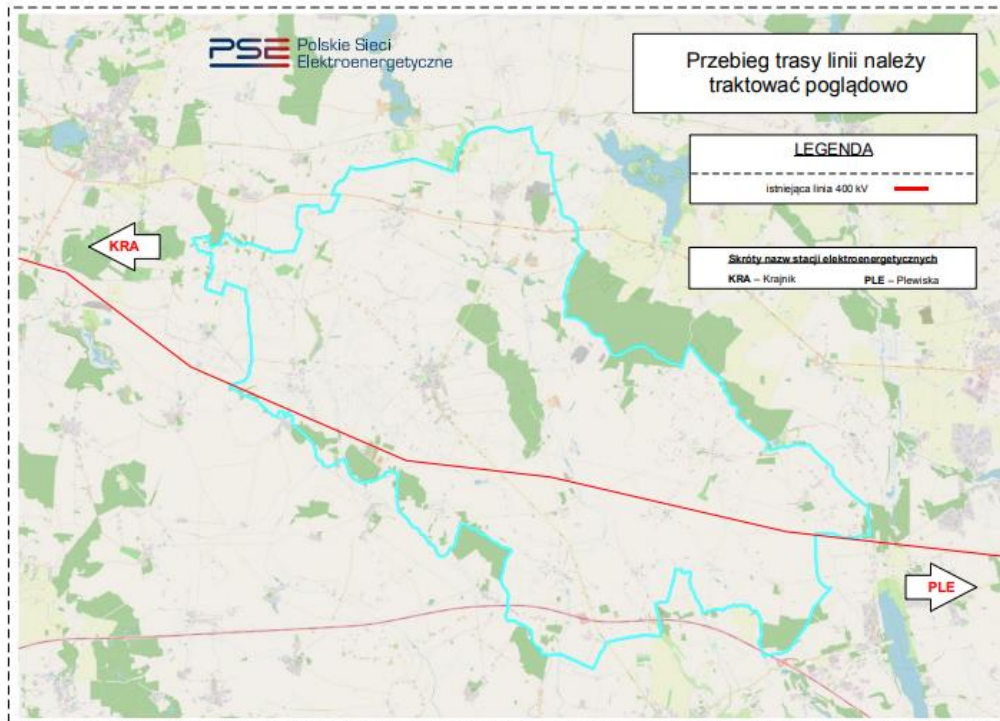 PSE Polskie Sieci
Elektroenergetyczne
Przebieg trasy linii należy
traktować poglądowo
LEGENDA
istniejąca linia 400 kV
Skróty nazw stacji elektroenergetycznych
KRA – Krajnik PLE – Plewiska
KRA
PLE